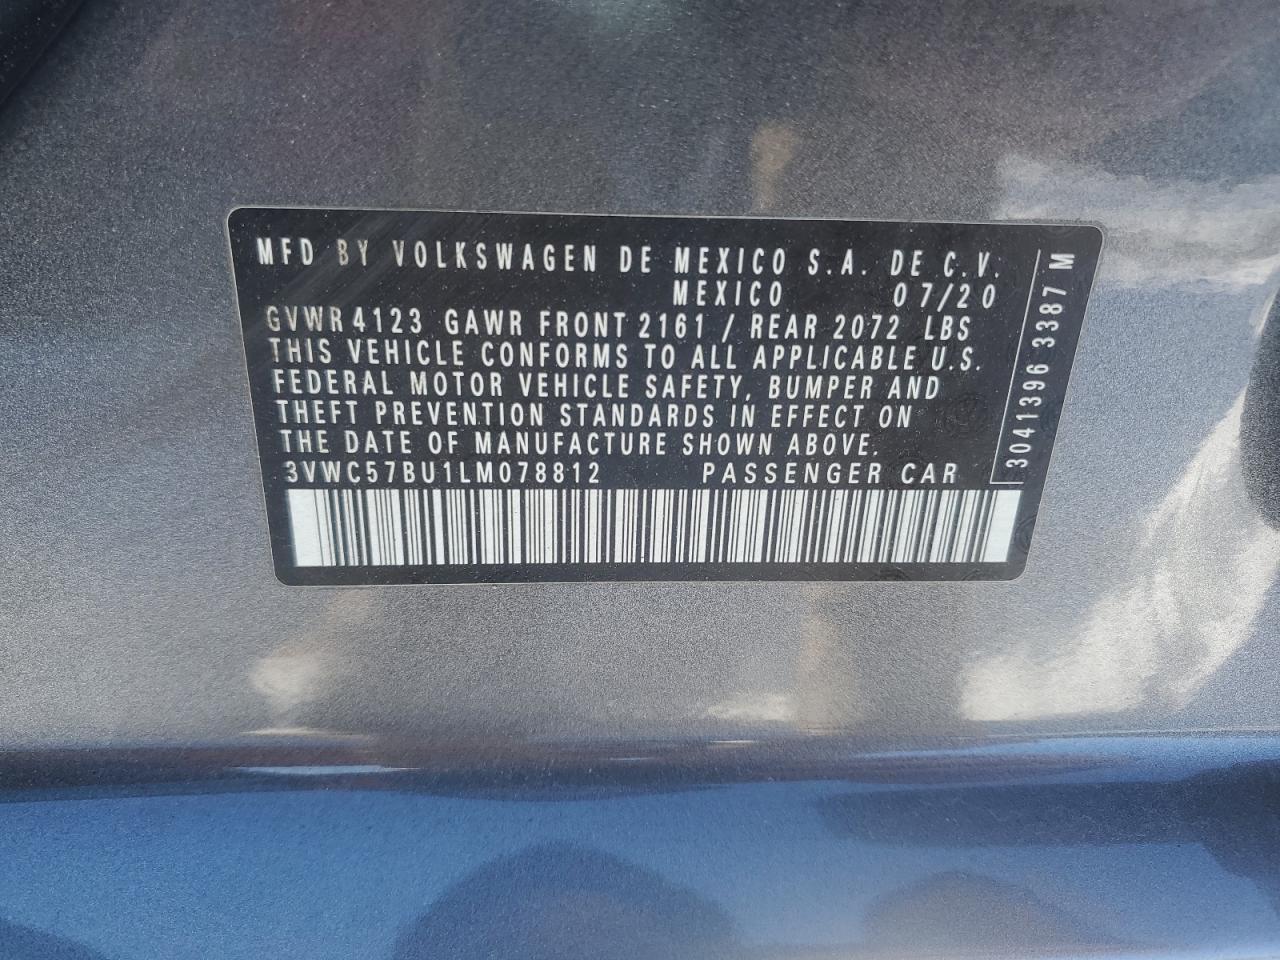 MFD BY VOLKSWAGEN DE MEXICO S.A. DE C.V.
MEXICO 07/20
GVWR 4123 GAWR FRONT 2161 / REAR 2072 LBS
THIS VEHICLE CONFORMS TO ALL APPLICABLE U.S.
FEDERAL MOTOR VEHICLE SAFETY, BUMPER AND
THEFT PREVENTION STANDARDS IN EFFECT ON
THE DATE OF MANUFACTURE SHOWN ABOVE.
3VWC57BU1LM078812 PASSENGER CAR
3041396 3387 M